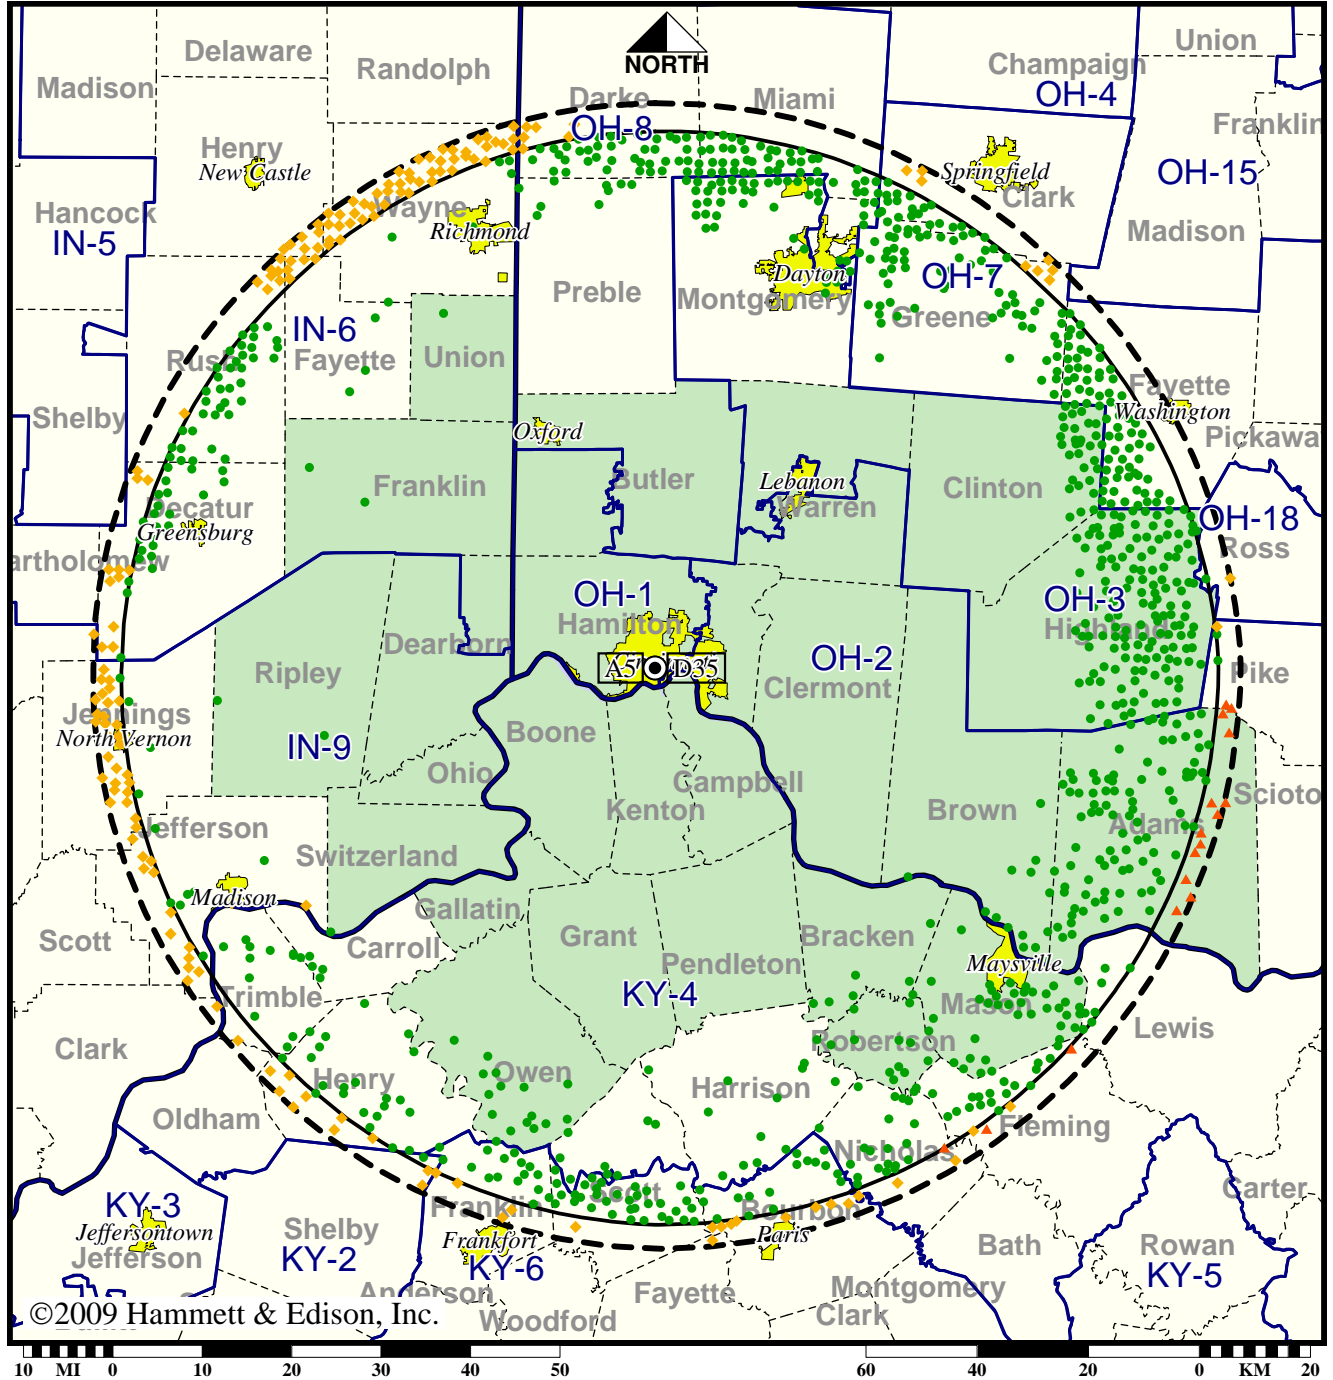 Delaware
Union
Randolph
Champaign
NORTH
Madison
OH-4
Darke
Miami
Franklin
OH-8
Henry
New Castle
Springfield
OH-15
Clark
Hancock
Wayne
Richmond
Madison
IN-5
Dayton
OH-7
Preble
Montgomery
Greene
IN-6
Rush
Fayette
Union
Fayette
Washington
Shelby
Oxford
Pickawa
Butler
Lebanon
Franklin
Clinton
Decatur
Warren
Greensburg
OH-18
Ross
artholomew
OH-1
OH-3
Hamilton
Highland
Dearborn
OH-2
A5
D35
Ripley
Clermont
Pike
Jennings
North Vernon
Boone
IN-9
Ohio
Campbell
Kenton
Brown
Scioto
Jefferson
Adams
Switzerland
Madison
Gallatin
Scott
Carroll
Grant
Bracken
Pendleton
Maysville
KY-4
Trimble
Mason
Lewis
Clark
Robertson
Owen
Henry
Harrison
Oldham
Fleming
Nicholas
Carter
KY-3
Franklin
Scott
Bourbon
Jeffersontown
Shelby
Paris
Frankfort
Bath
Rowan
Jefferson
KY-2
KY-6
KY-5
Anderson
Fayette
Montgomery
Woodford
Clark
©2009 Hammett & Edison, Inc.
10 MI 0 10 20 30 40 50 60 40 20 0 KM 20